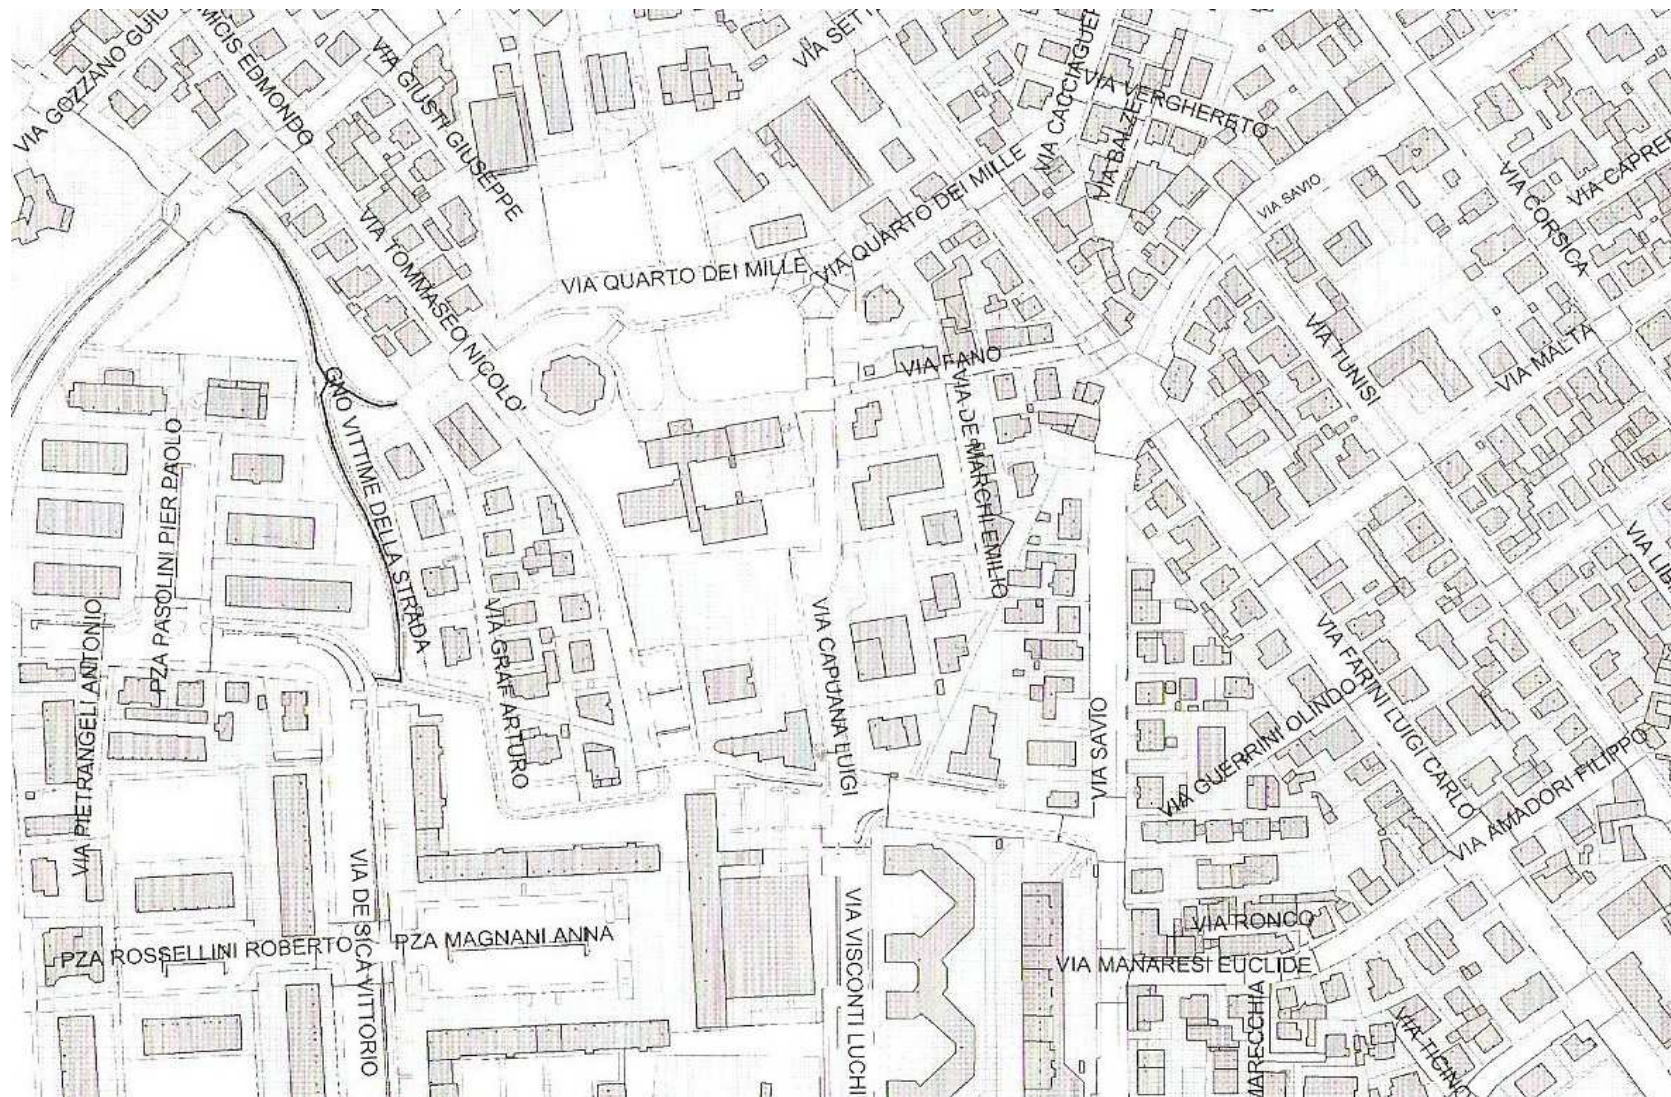 VIA GOZZANO GUID
MICIS EDMONDO
VIA GIUSTI GIUSEPPE
VIA SETT
VIA CACCIAGUE
VIA VERGHERETO
VIA BALZE
VIA QUARTO DEI MILLE
VIA QUARTO DEI MILLE
VIA SAVIO
VIA CORSICA
VIA CAPRE
VIA TOMMASEO NICOLO'
VIA FANO
VIA TUNISI
VIA MALTA
GNO VITTIME DELLA STRADA
VIA DE MARCHI EMILIO
PZA PASOLINI PIER PAOLO
VIA PIETRANGELI ANTONIO
VIA GRAF ARTURO
VIA CAPUANA LUIGI
VIA SAVIO
VIA FARINI LUIGI CARLO
VIA LIB
VIA GUERRINI OLINDO
VIA AMADORI FILIPPO
VIA DE SICA VITTORIO
PZA ROSSELLINI ROBERTO
PZA MAGNANI ANNA
VIA VISCONTI LUCHI
VIA RONCO
VIA MANARESI EUCLIDE
MARECCHIA
VIA TICINO